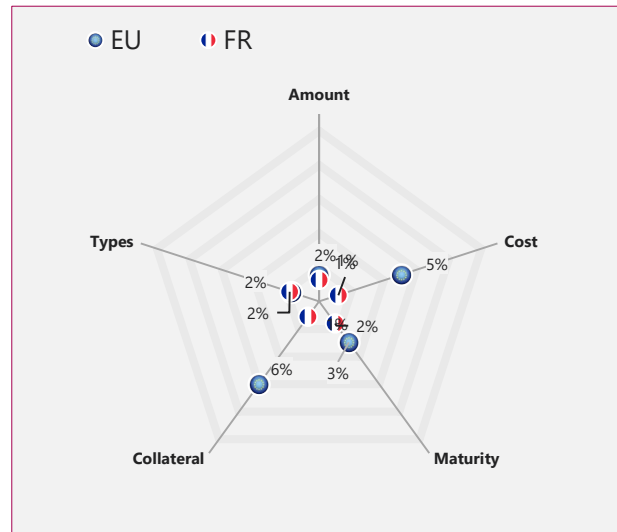 EU FR
Amount
Types
Cost
2%
1%
5%
2%
2%
2%
3%
6%
Collateral
Maturity